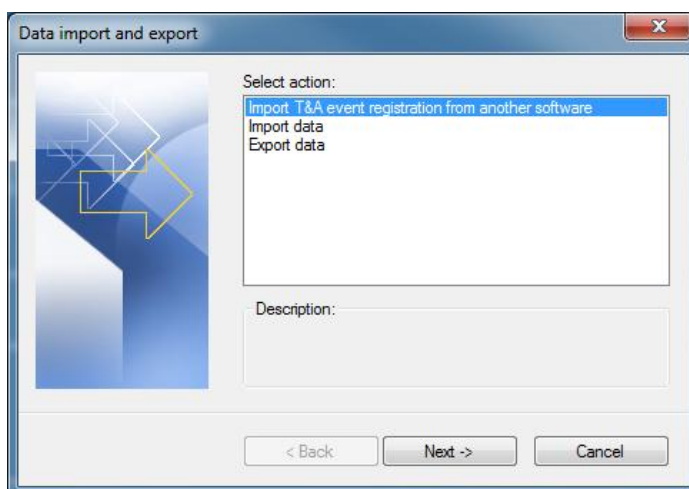 Data import and export
Select action:
Import T&A event registration from another software
Import data
Export data
Description:
< Back
Next ->
Cancel